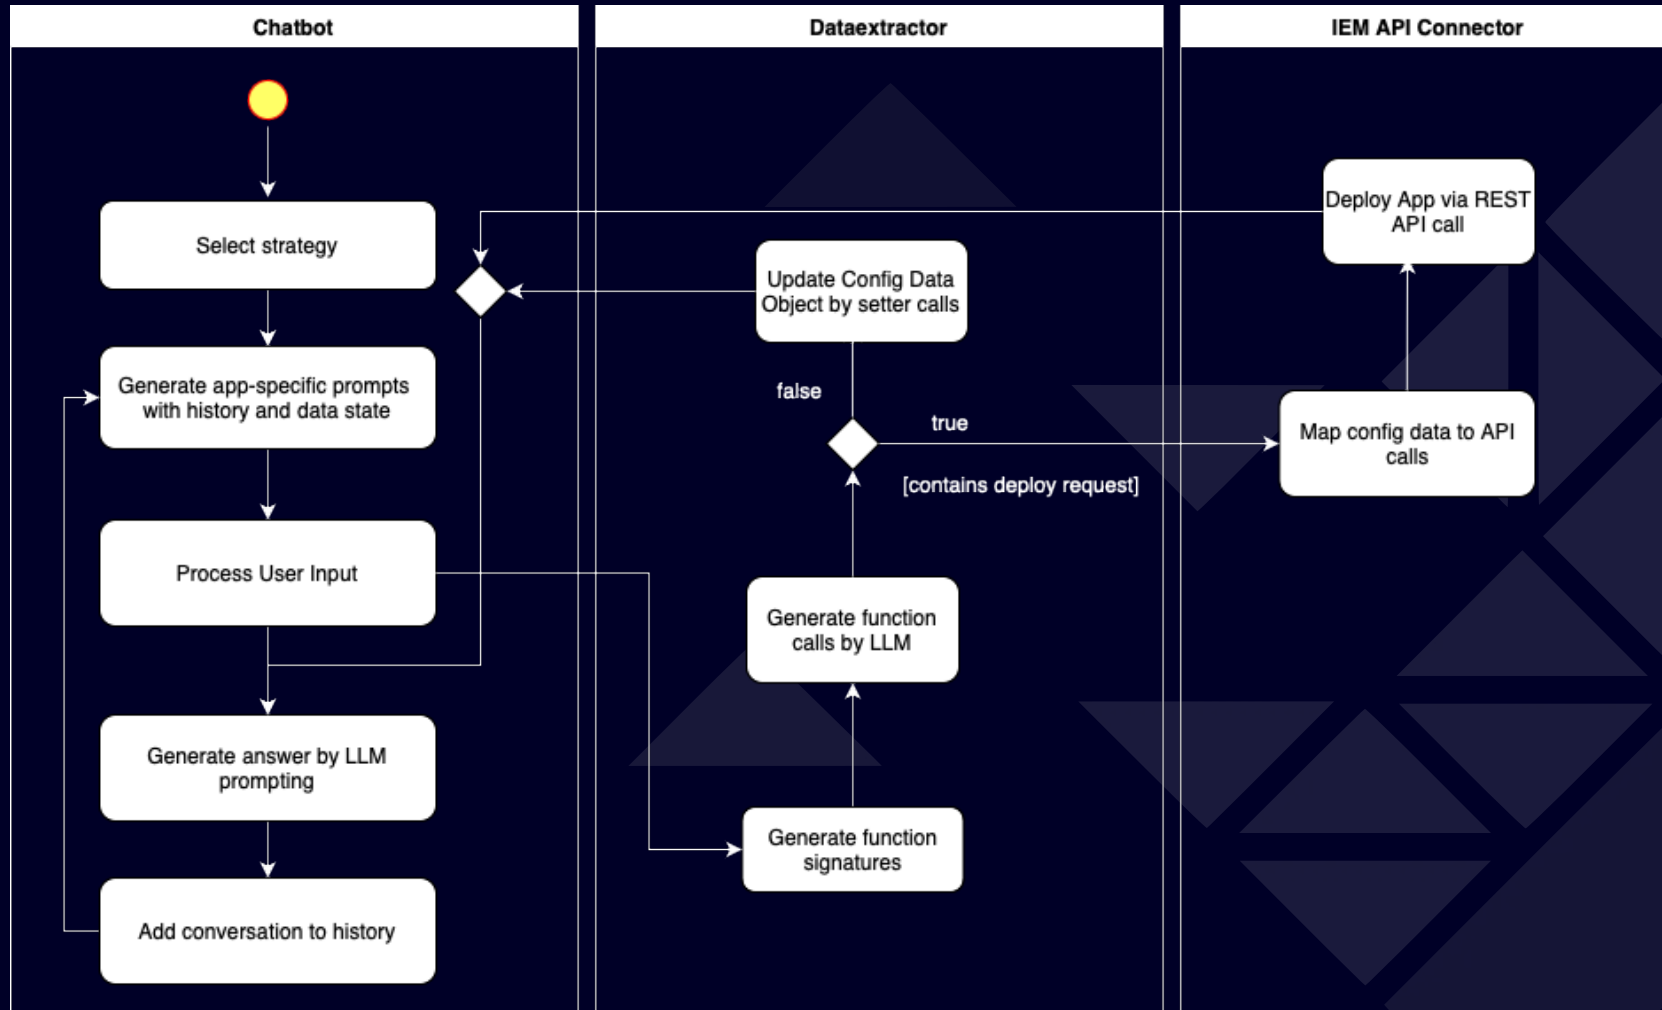 Chatbot
Dataextractor
IEM API Connector
Select strategy
Generate app-specific prompts
with history and data state
Process User Input
Generate answer by LLM
prompting
Add conversation to history
Update Config Data
Object by setter calls
false
true
[contains deploy request]
Generate function
calls by LLM
Generate function
signatures
Deploy App via REST
API call
Map config data to API
calls